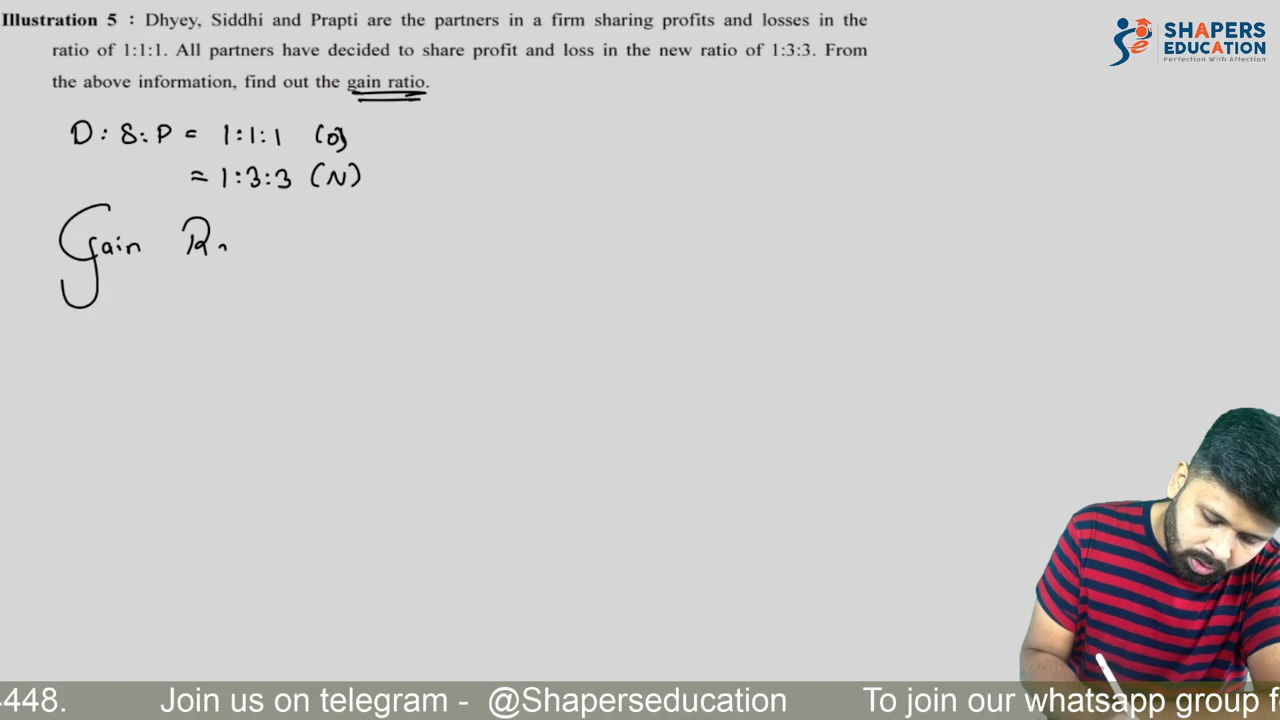 Illustration 5 : Dhyey, Siddhi and Prapti are the partners in a firm sharing profits and losses in the
ratio of 1:1:1. All partners have decided to share profit and loss in the new ratio of 1:3:3. From
the above information, find out the gain ratio.
SHAPERS
EDUCATION
Perfection With Affection
D : S : P = 1:1:1 (O)
= 1:3:3 (N)
Gain R
-448. Join us on telegram - @Shaperseducation To join our whatsapp group f